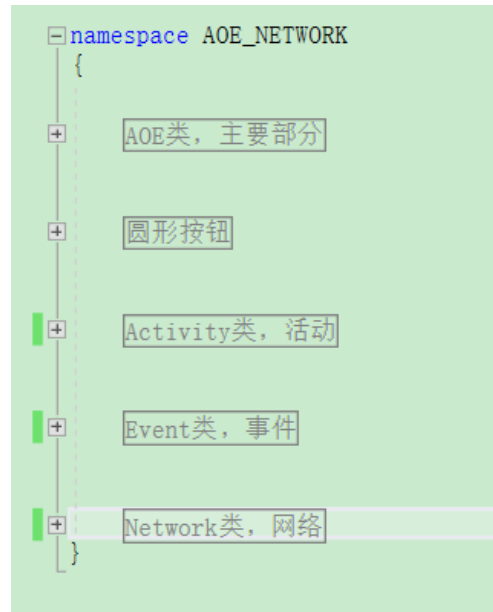 namespace AOE_NETWORK
{
AOE类，主要部分
圆形按钮
Activity类，活动
Event类，事件
Network类，网络
}